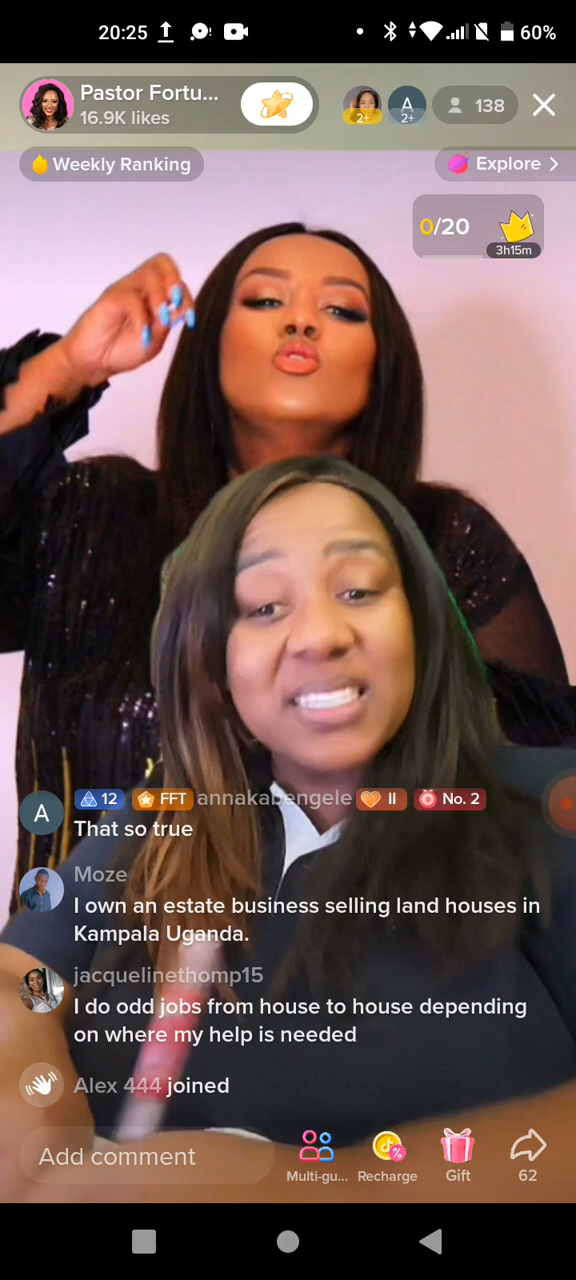 20:25
60%
Pastor Fortu...
16.9K likes
2+
A
2+
138
Weekly Ranking
Explore
0/20
3h15m
A
12 FFT annakabengele II No. 2
That so true
Moze
I own an estate business selling land houses in
Kampala Uganda.
jacquelinethomp15
I do odd jobs from house to house depending
on where my help is needed
Alex 444 joined
Add comment
Multi-gu...
Recharge
Gift
62